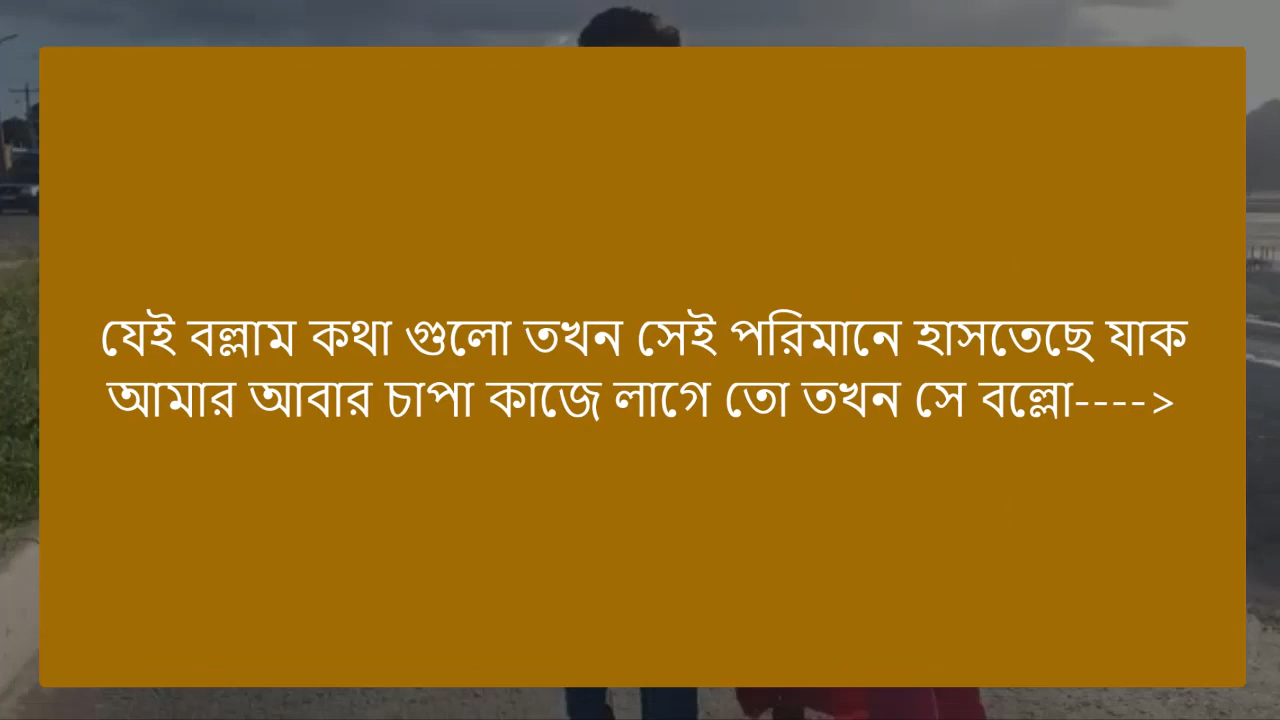 যেই বল্লাম কথা গুলো তখন সেই পরিমানে হাসতেছে যাক
আমার আবার চাপা কাজে লাগে তো তখন সে বল্লো---->